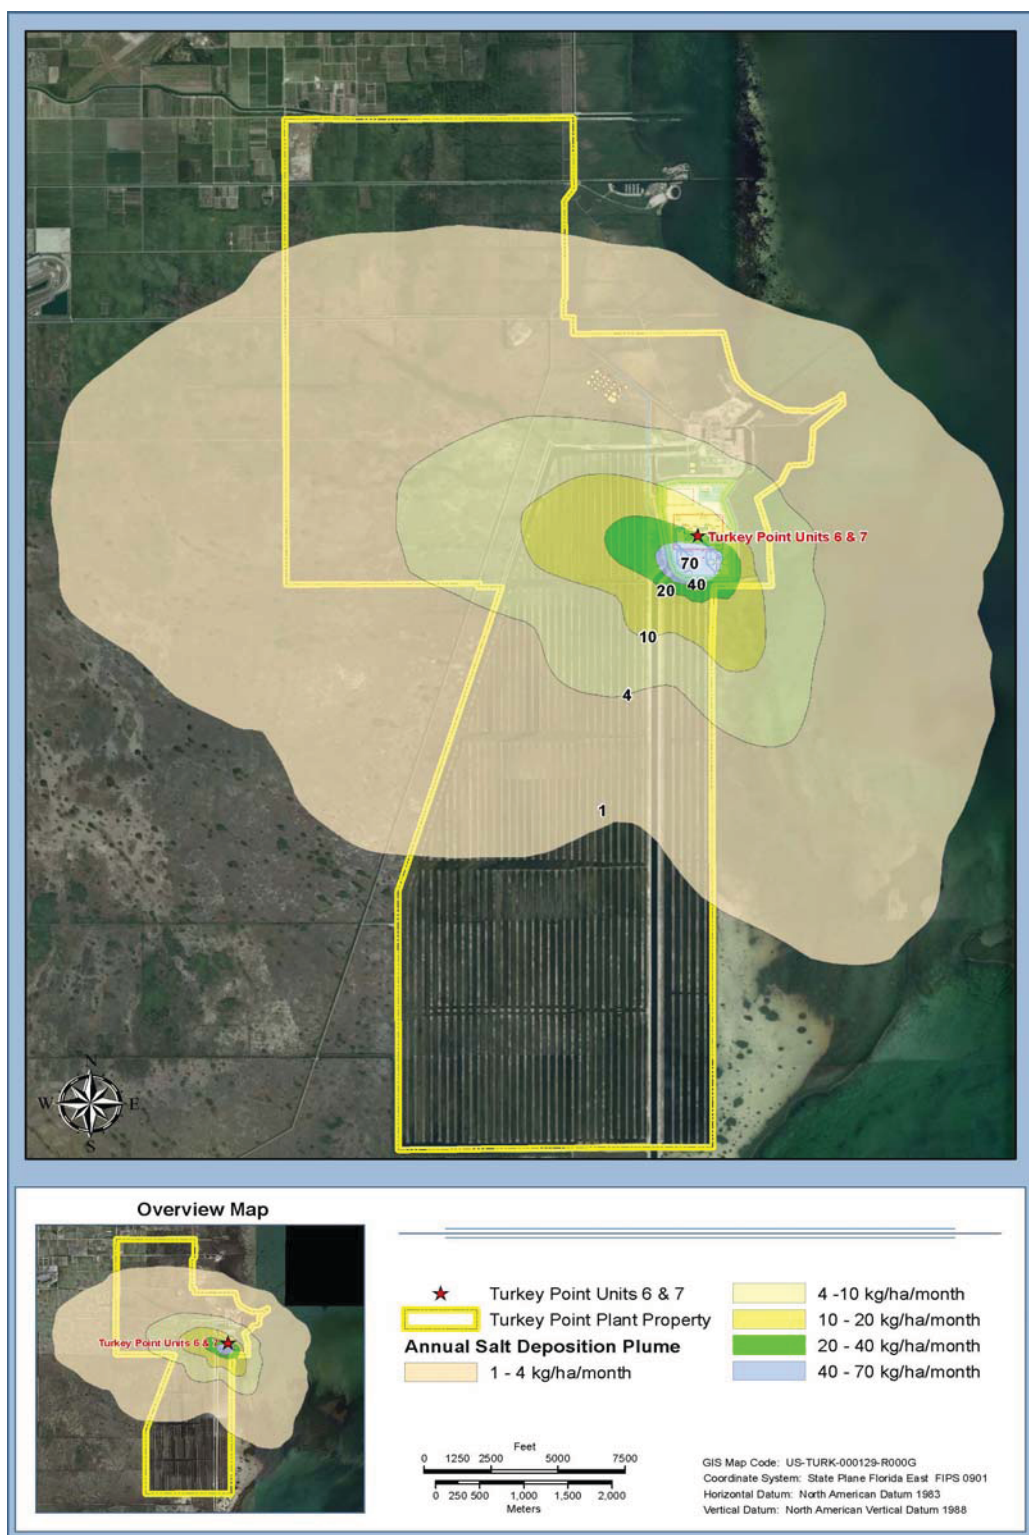 Turkey Point Units 6 & 7
70
20
40
10
4
1
N
W
E
S
Overview Map
Turkey Point Units 6 & 7
Turkey Point Units 6 & 7
Turkey Point Plant Property
Annual Salt Deposition Plume
1 - 4 kg/ha/month
4 -10 kg/ha/month
10 - 20 kg/ha/month
20 - 40 kg/ha/month
40 - 70 kg/ha/month
Feet
0 1250 2500 5000 7500
0 250 500 1,000 1,500 2,000
Meters
GIS Map Code: US-TURK-000129-R000G
Coordinate System: State Plane Florida East FIPS 0901
Horizontal Datum: North American Datum 1983
Vertical Datum: North American Vertical Datum 1988